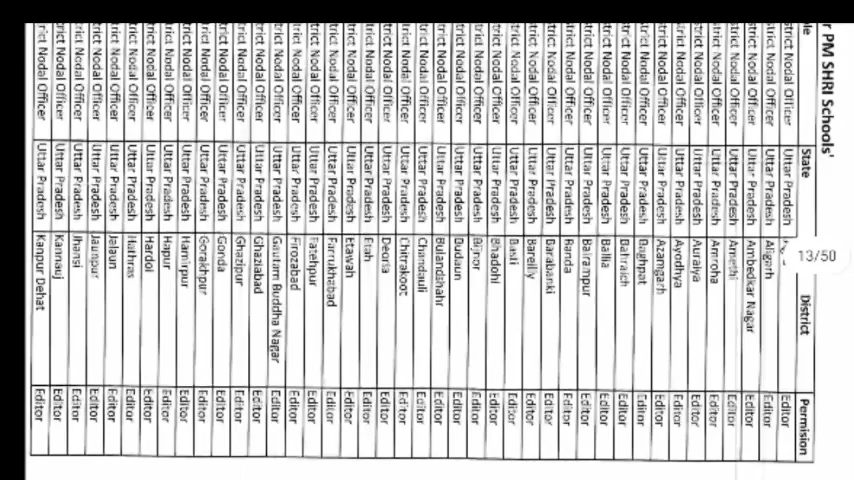 r PM SHRI Schools'
le State District Permision
trict Nodal Officer Uttar Pradesh Editor
trict Nodal Officer Uttar Pradesh Aligarh Editor
trict Nodal Officer Uttar Pradesh Ambedkar Nagar Editor
trict Nodal Officer Uttar Pradesh Amethi Editor
trict Nodal Officer Uttar Pradesh Amroha Editor
trict Nodal Officer Uttar Pradesh Auraiya Editor
trict Nodal Officer Uttar Pradesh Ayodhya Editor
trict Nodal Officer Uttar Pradesh Azamgarh Editor
trict Nodal Officer Uttar Pradesh Baghpat Editor
trict Nodal Officer Uttar Pradesh Bahraich Editor
trict Nodal Officer Uttar Pradesh Ballia Editor
trict Nodal Officer Uttar Pradesh Balrampur Editor
trict Nodal Officer Uttar Pradesh Banda Editor
trict Nodal Officer Uttar Pradesh Barabanki Editor
trict Nodal Officer Uttar Pradesh Bareilly Editor
trict Nodal Officer Uttar Pradesh Basti Editor
trict Nodal Officer Uttar Pradesh Bhadohi Editor
trict Nodal Officer Uttar Pradesh Bijnor Editor
trict Nodal Officer Uttar Pradesh Budaun Editor
trict Nodal Officer Uttar Pradesh Bulandshahr Editor
trict Nodal Officer Uttar Pradesh Chandauli Editor
trict Nodal Officer Uttar Pradesh Chitrakoot Editor
trict Nodal Officer Uttar Pradesh Deoria Editor
trict Nodal Officer Uttar Pradesh Etah Editor
trict Nodal Officer Uttar Pradesh Etawah Editor
trict Nodal Officer Uttar Pradesh Farrukhabad Editor
trict Nodal Officer Uttar Pradesh Fatehpur Editor
trict Nodal Officer Uttar Pradesh Firozabad Editor
trict Nodal Officer Uttar Pradesh Gautam Buddha Nagar Editor
trict Nodal Officer Uttar Pradesh Ghaziabad Editor
trict Nodal Officer Uttar Pradesh Ghazipur Editor
trict Nodal Officer Uttar Pradesh Gonda Editor
trict Nodal Officer Uttar Pradesh Gorakhpur Editor
trict Nodal Officer Uttar Pradesh Hamirpur Editor
trict Nodal Officer Uttar Pradesh Hapur Editor
trict Nodal Officer Uttar Pradesh Hardoi Editor
trict Nodal Officer Uttar Pradesh Hathras Editor
trict Nodal Officer Uttar Pradesh Jalaun Editor
trict Nodal Officer Uttar Pradesh Jaunpur Editor
trict Nodal Officer Uttar Pradesh Jhansi Editor
trict Nodal Officer Uttar Pradesh Kannauj Editor
trict Nodal Officer Uttar Pradesh Kanpur Dehat Editor
13/50